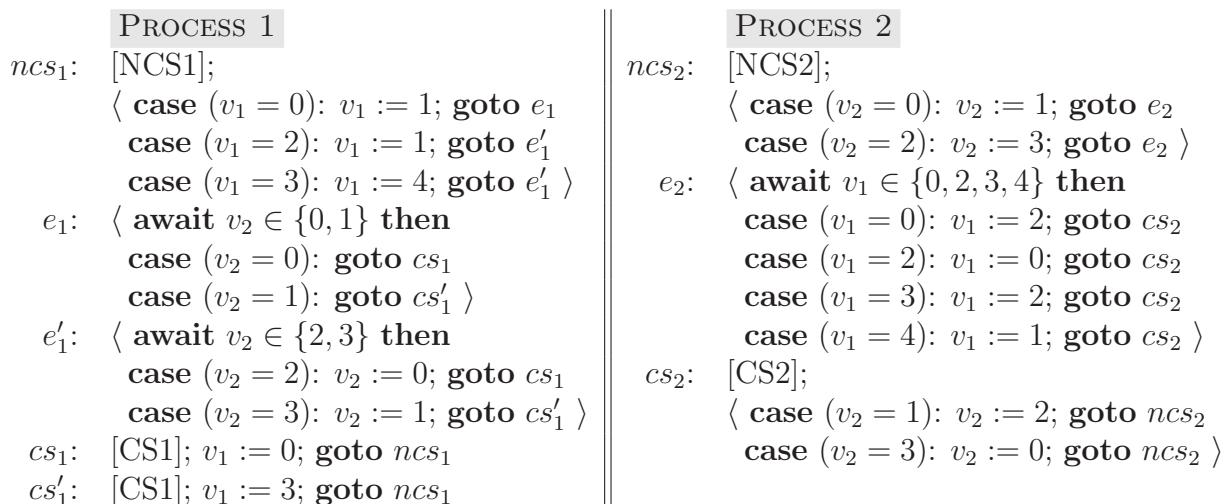 PROCESS 1
ncs₁: [NCS1];
⟨ case (v₁ = 0): v₁ := 1; goto e₁
case (v₁ = 2): v₁ := 1; goto e′₁
case (v₁ = 3): v₁ := 4; goto e′₁ ⟩
e₁: ⟨ await v₂ ∈ {0, 1} then
case (v₂ = 0): goto cs₁
case (v₂ = 1): goto cs′₁ ⟩
e′₁: ⟨ await v₂ ∈ {2, 3} then
case (v₂ = 2): v₂ := 0; goto cs₁
case (v₂ = 3): v₂ := 1; goto cs′₁ ⟩
cs₁: [CS1]; v₁ := 0; goto ncs₁
cs′₁: [CS1]; v₁ := 3; goto ncs₁
PROCESS 2
ncs₂: [NCS2];
⟨ case (v₂ = 0): v₂ := 1; goto e₂
case (v₂ = 2): v₂ := 3; goto e₂ ⟩
e₂: ⟨ await v₁ ∈ {0, 2, 3, 4} then
case (v₁ = 0): v₁ := 2; goto cs₂
case (v₁ = 2): v₁ := 0; goto cs₂
case (v₁ = 3): v₁ := 2; goto cs₂
case (v₁ = 4): v₁ := 1; goto cs₂ ⟩
cs₂: [CS2];
⟨ case (v₂ = 1): v₂ := 2; goto ncs₂
case (v₂ = 3): v₂ := 0; goto ncs₂ ⟩